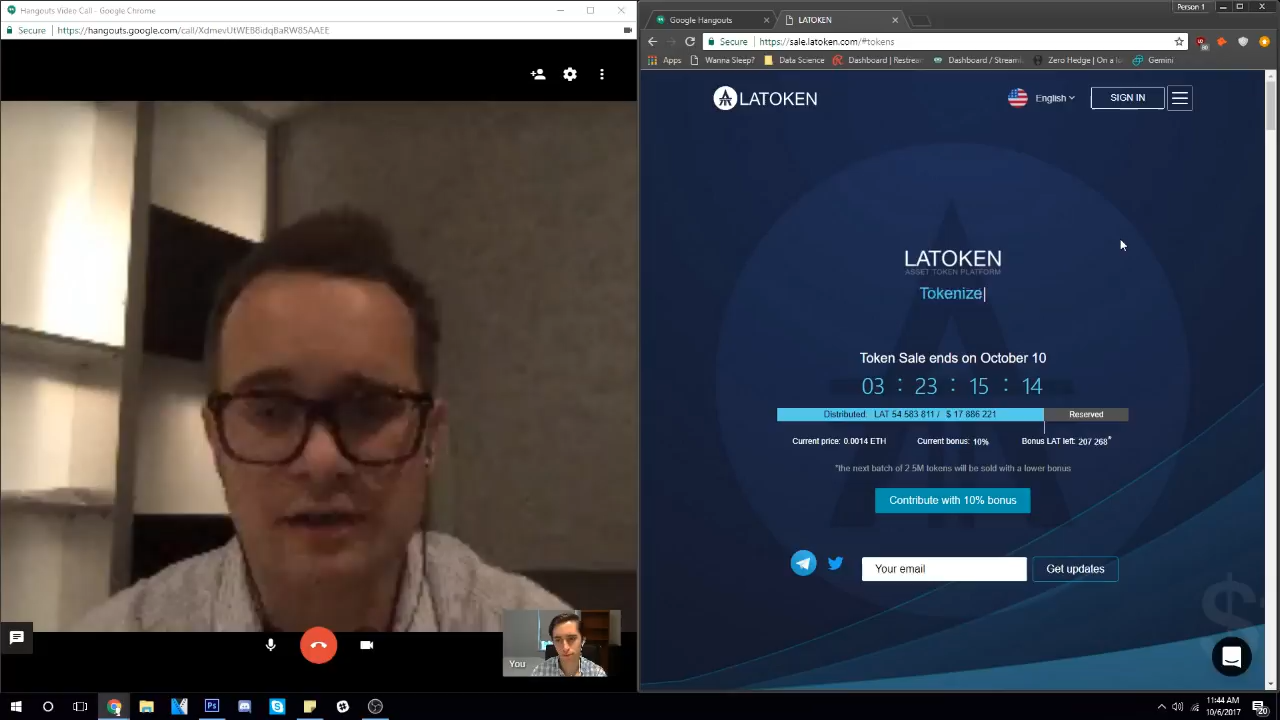 Hangouts Video Call - Google Chrome
Secure
https://hangouts.google.com/call/
You
Person 1
Google Hangouts
LATOKEN
Secure
https://sale.latoken.com/#tokens
Apps
Wanna Sleep?
Data Science
Dashboard | Restrea
Dashboard / Streami
Zero Hedge | On a lo
Gemini
LATOKEN
English
SIGN IN
LATOKEN
ASSET TOKEN PLATFORM
Tokenize|
Token Sale ends on October 10
03 : 23 : 15 : 14
Distributed: LAT 54 583 811 / $ 17 886 221
Reserved
Current price: 0.0014 ETH
Current bonus: 10%
Bonus LAT left: 207 268*
*the next batch of 2.5M tokens will be sold with a lower bonus
Contribute with 10% bonus
Your email
Get updates
11:44 AM
10/6/2017
20